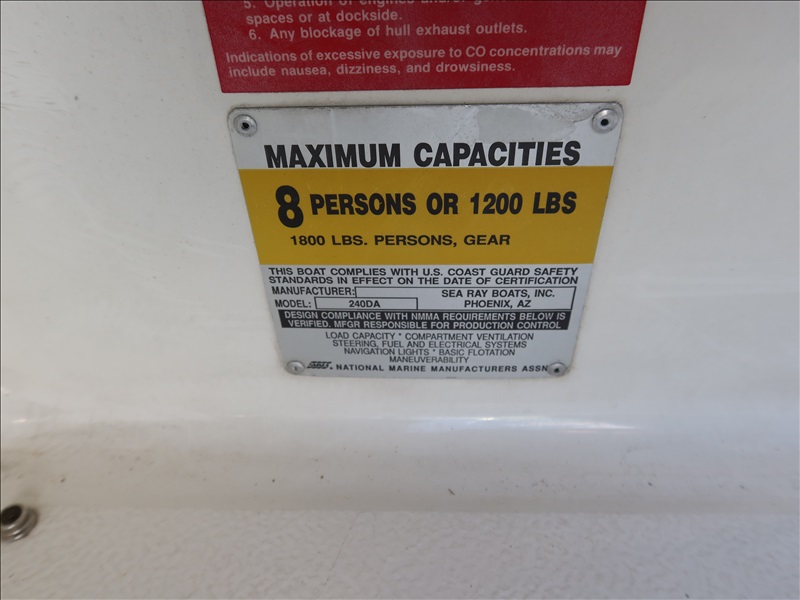 5. Operation of engines and/or
spaces or at dockside.
6. Any blockage of hull exhaust outlets.
Indications of excessive exposure to CO concentrations may
include nausea, dizziness, and drowsiness.
MAXIMUM CAPACITIES
8 PERSONS OR 1200 LBS
1800 LBS. PERSONS, GEAR
THIS BOAT COMPLIES WITH U.S. COAST GUARD SAFETY
STANDARDS IN EFFECT ON THE DATE OF CERTIFICATION
MANUFACTURER: SEA RAY BOATS, INC.
MODEL: 240DA PHOENIX, AZ
DESIGN COMPLIANCE WITH NMMA REQUIREMENTS BELOW IS
VERIFIED. MFGR RESPONSIBLE FOR PRODUCTION CONTROL
LOAD CAPACITY * COMPARTMENT VENTILATION
STEERING, FUEL AND ELECTRICAL SYSTEMS
NAVIGATION LIGHTS * BASIC FLOTATION
MANEUVERABILITY
NATIONAL MARINE MANUFACTURERS ASSN